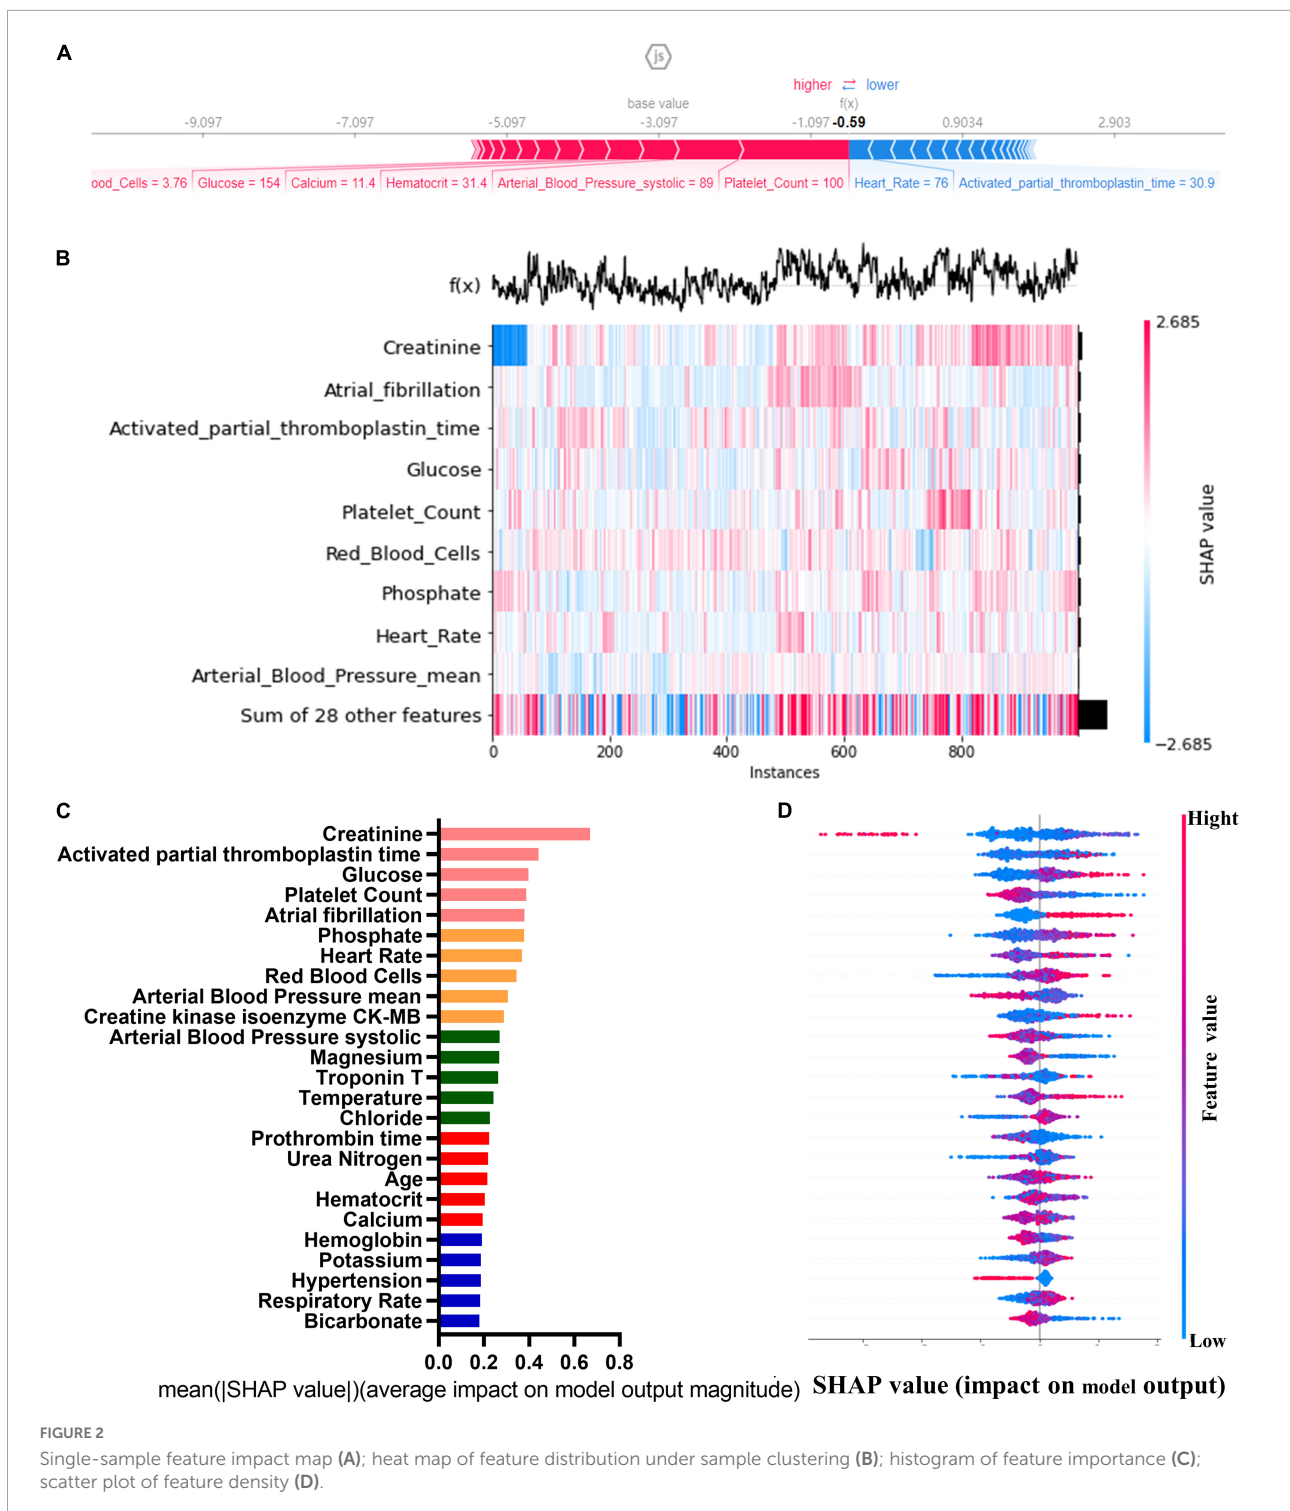 A
js
higher lower
base value f(x)
-9.097 -7.097 -5.097 -3.097 -1.097 -0.59 0.9034 2.903
ood_Cells = 3.76 Glucose = 154 Calcium = 11.4 Hematocrit = 31.4 Arterial_Blood_Pressure_systolic = 89 Platelet_Count = 100 Heart_Rate = 76 Activated_partial_thromboplastin_time = 30.9
B
f(x)
Creatinine
Atrial_fibrillation
Activated_partial_thromboplastin_time
Glucose
Platelet_Count
Red_Blood_Cells
Phosphate
Heart_Rate
Arterial_Blood_Pressure_mean
Sum of 28 other features
0 200 400 600 800
Instances
2.685
SHAP value
−2.685
C
Creatinine
Activated partial thromboplastin time
Glucose
Platelet Count
Atrial fibrillation
Phosphate
Heart Rate
Red Blood Cells
Arterial Blood Pressure mean
Creatine kinase isoenzyme CK-MB
Arterial Blood Pressure systolic
Magnesium
Troponin T
Temperature
Chloride
Prothrombin time
Urea Nitrogen
Age
Hematocrit
Calcium
Hemoglobin
Potassium
Hypertension
Respiratory Rate
Bicarbonate
0.0 0.2 0.4 0.6 0.8
mean(|SHAP value|)(average impact on model output magnitude)
D
Hight
Feature value
Low
SHAP value (impact on model output)
FIGURE 2
Single-sample feature impact map (A); heat map of feature distribution under sample clustering (B); histogram of feature importance (C);
scatter plot of feature density (D).